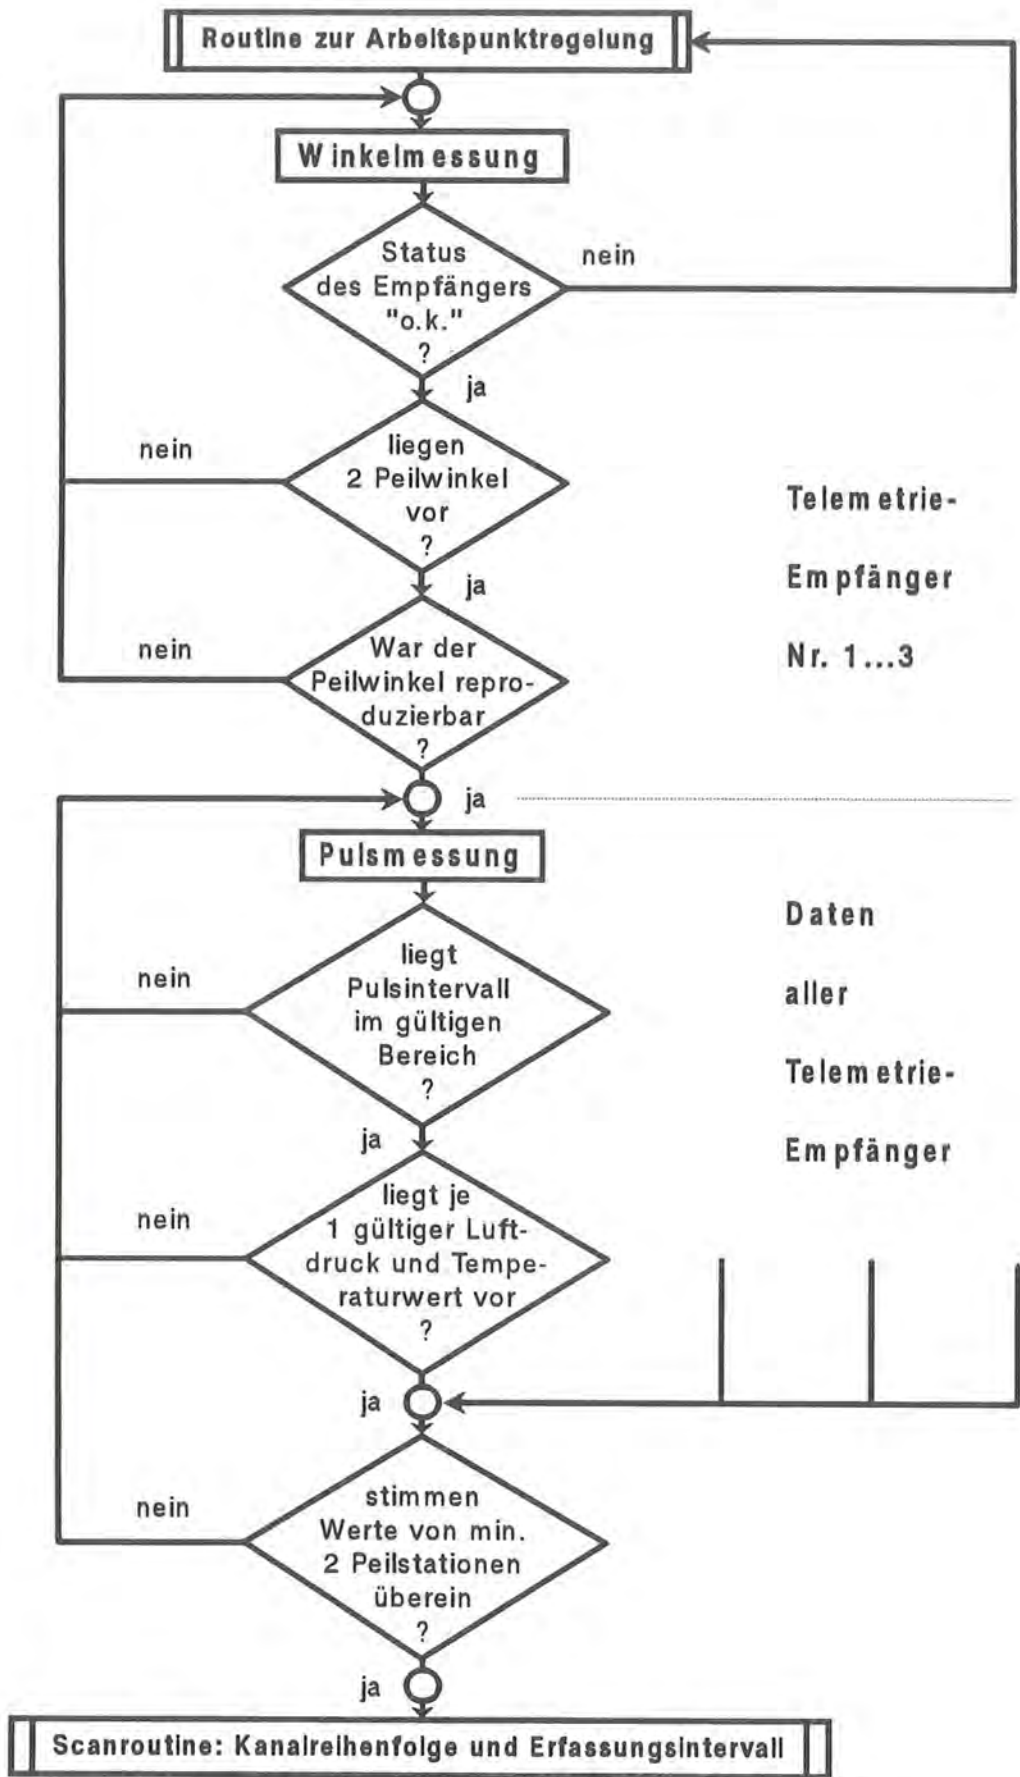 Routine zur Arbeitspunktregelung
Winkelmessung
Status
des Empfängers
"o.k."
?
nein
ja
liegen
2 Peilwinkel
vor
?
nein
ja
War der
Peilwinkel repro-
duzierbar
?
nein
ja
Telemetrie-
Empfänger
Nr. 1...3
Pulsmessung
liegt
Pulsintervall
im gültigen
Bereich
?
nein
ja
Daten
aller
Telemetrie-
Empfänger
liegt je
1 gültiger Luft-
druck und Tempe-
raturwert vor
?
nein
ja
stimmen
Werte von min.
2 Peilstationen
überein
?
nein
ja
Scanroutine: Kanalreihenfolge und Erfassungsintervall